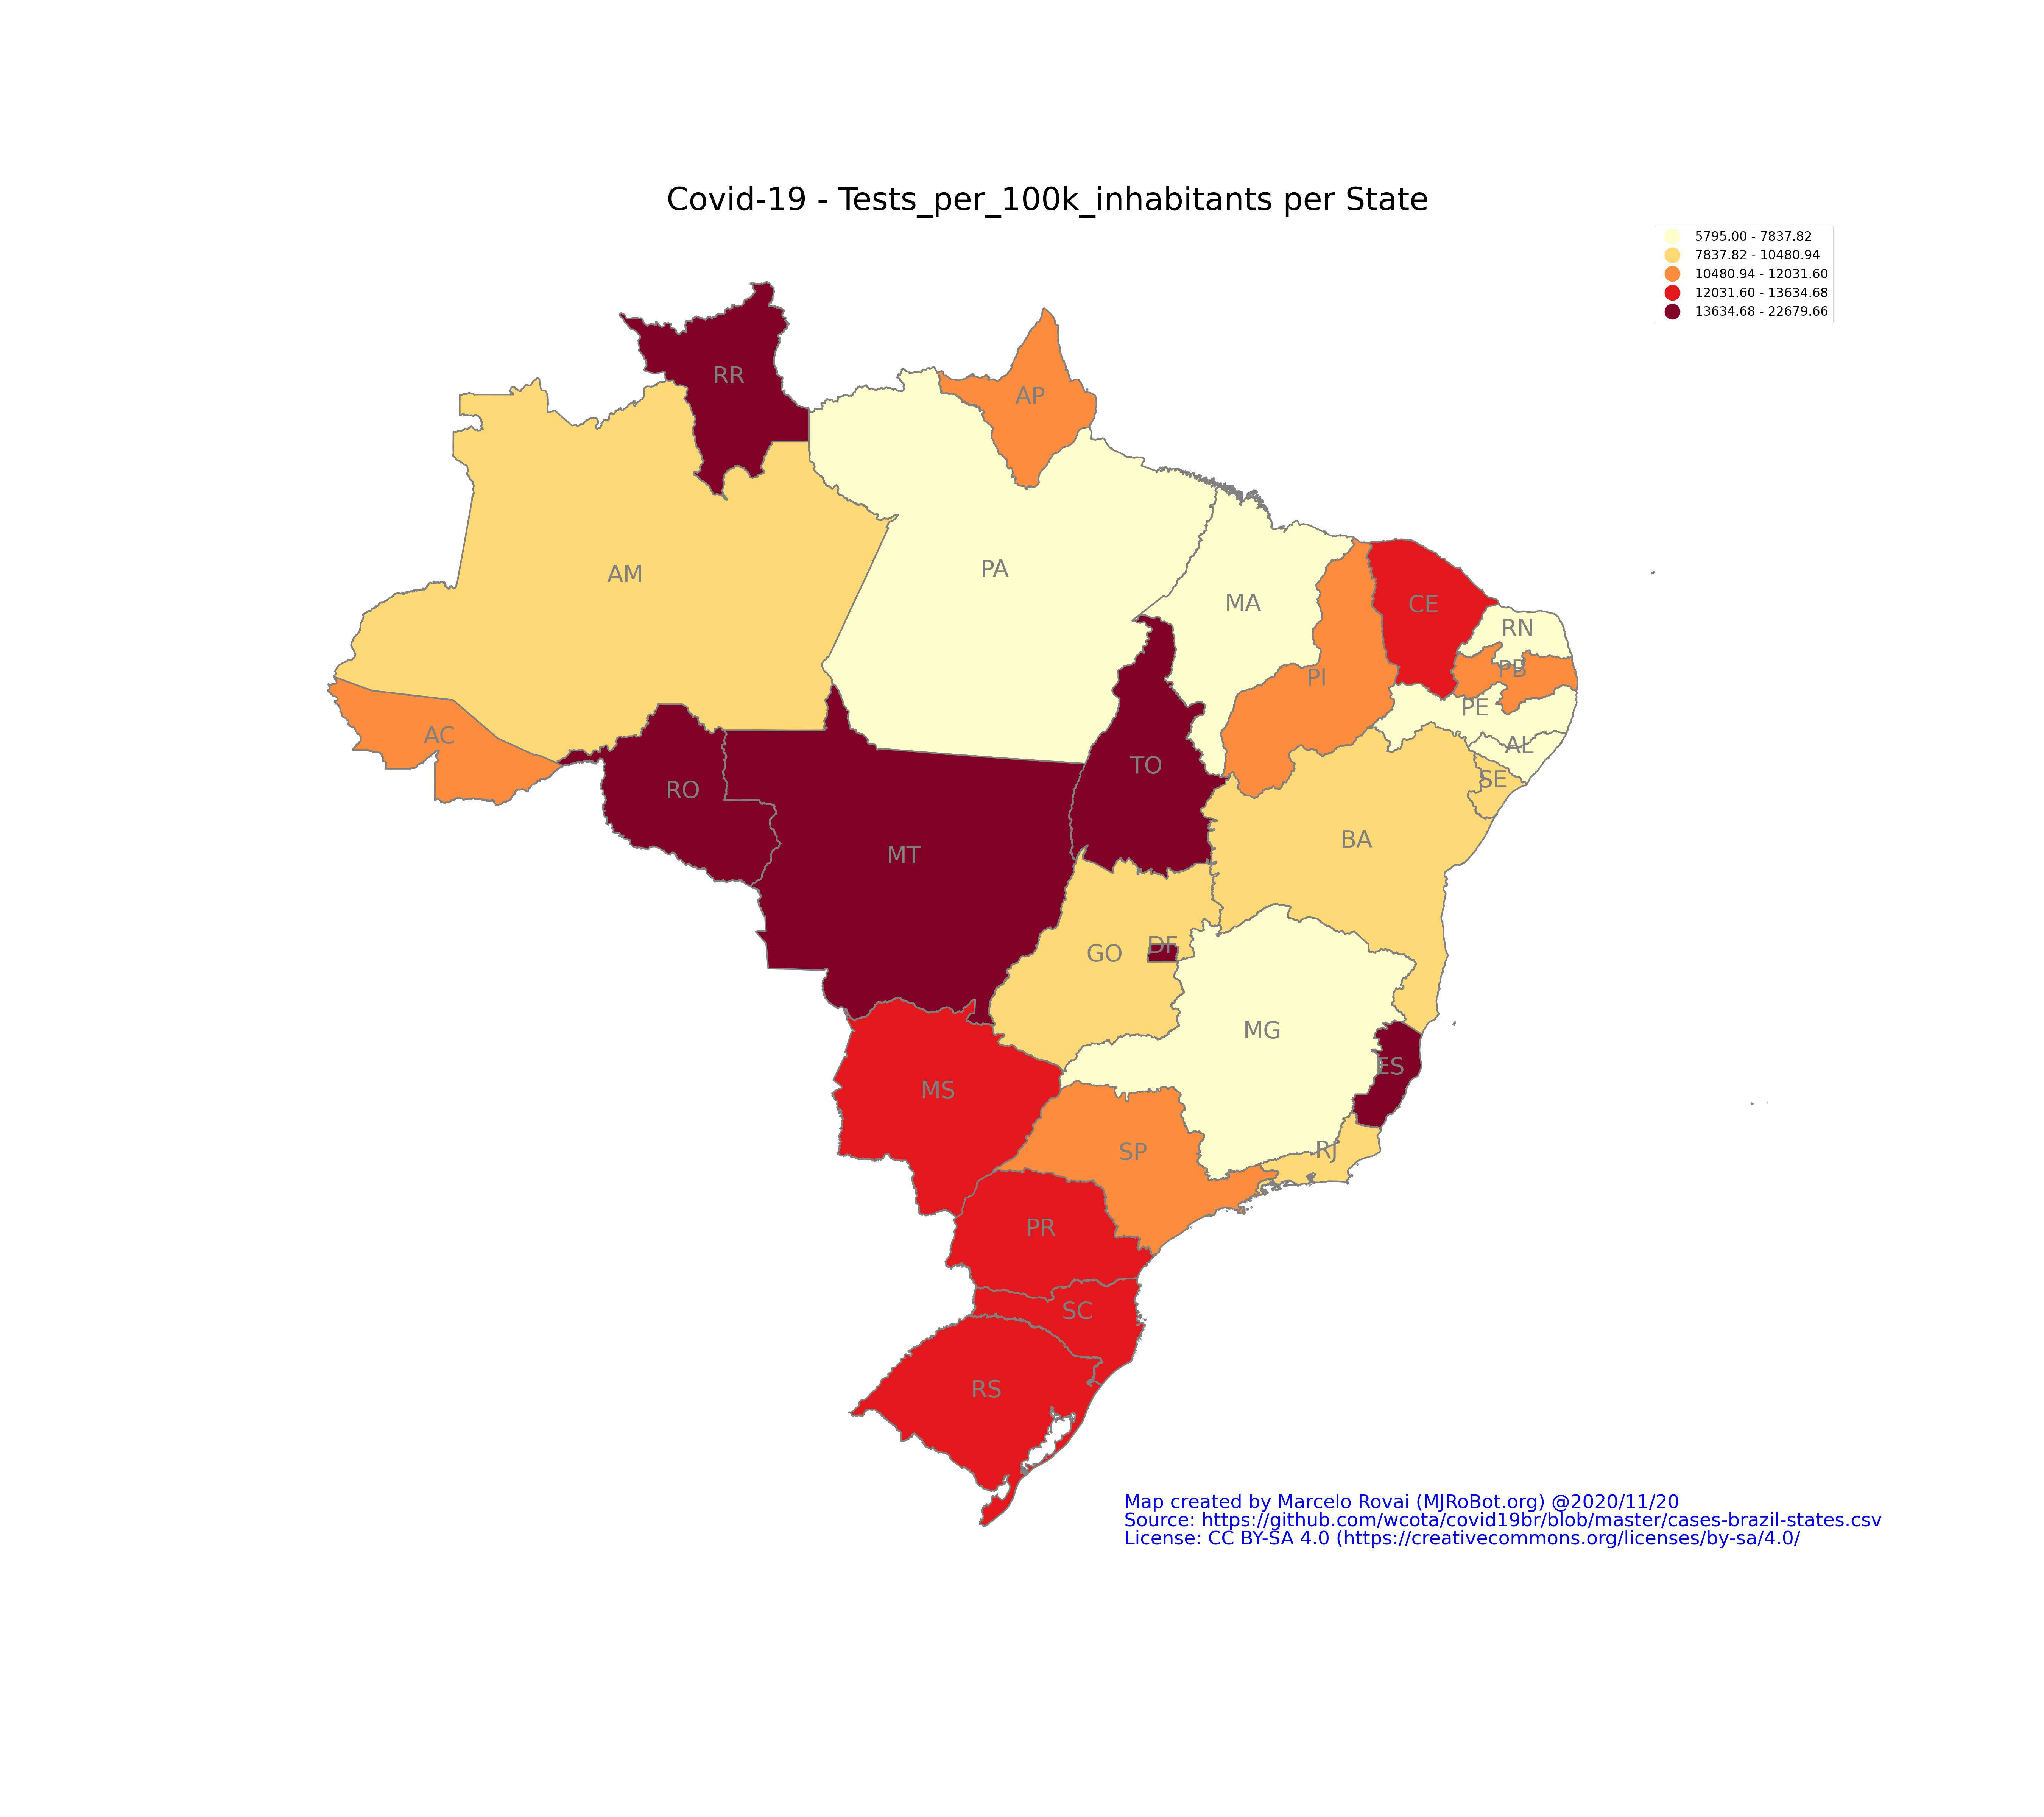 Covid-19 - Tests_per_100k_inhabitants per State
5795.00 - 7837.82
7837.82 - 10480.94
10480.94 - 12031.60
12031.60 - 13634.68
13634.68 - 22679.66
RR
AP
AM
PA
MA
CE
RN
PB
PI
PE
AC
AL
TO
SE
RO
BA
MT
DF
GO
MG
ES
MS
RJ
SP
PR
SC
RS
Map created by Marcelo Rovai (MJRoBot.org) @2020/11/20
Source: https://github.com/wcota/covid19br/blob/master/cases-brazil-states.csv
License: CC BY-SA 4.0 (https://creativecommons.org/licenses/by-sa/4.0/